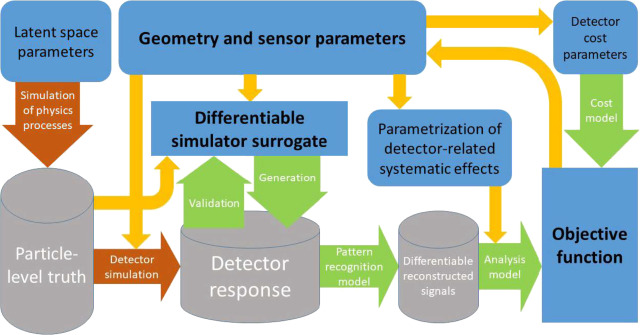 Latent space
parameters
Geometry and sensor parameters
Detector
cost
parameters
Simulation
of physics
processes
Differentiable
simulator surrogate
Parametrization of
detector-related
systematic effects
Cost
model
Validation
Generation
Particle-
level truth
Detector
simulation
Detector
response
Pattern
recognition
model
Differentiable
reconstructed
signals
Analysis
model
Objective
function